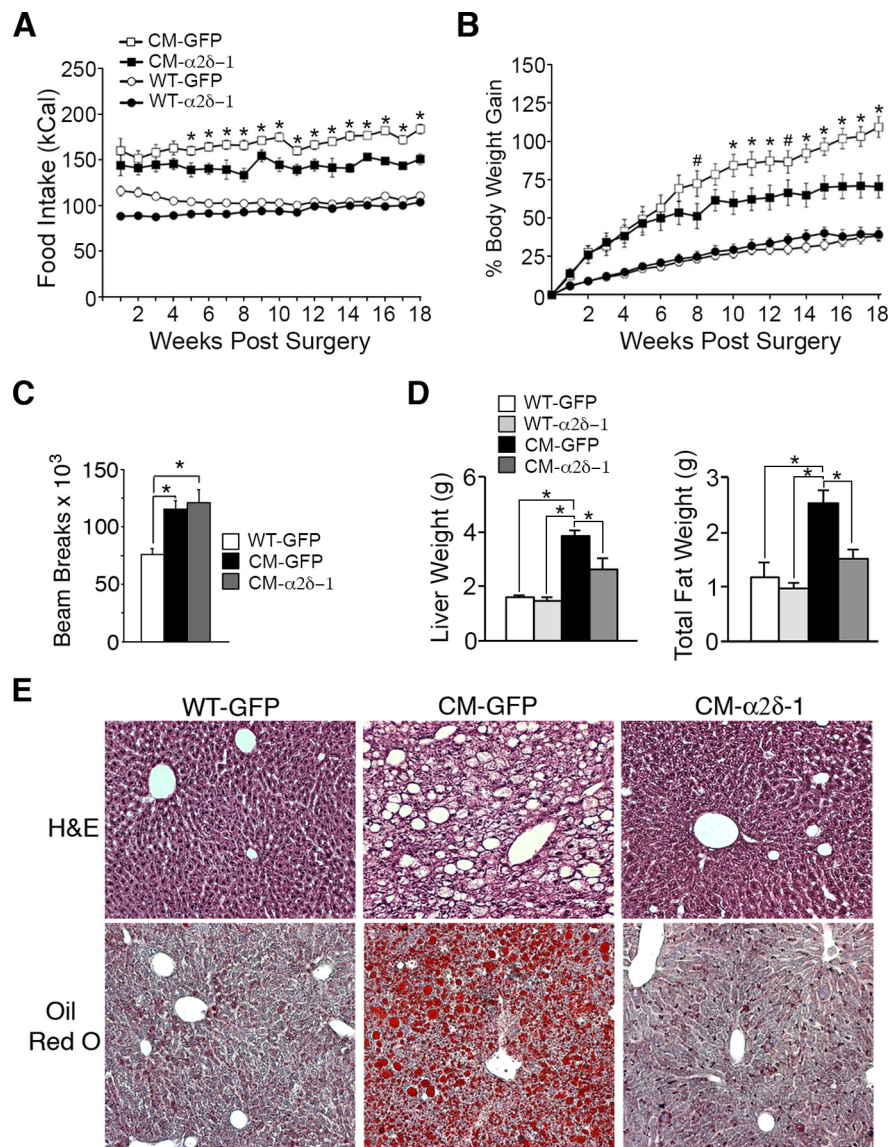 A
CM-GFP
CM-α2δ-1
WT-GFP
WT-α2δ-1
250
200
150
100
50
0
Food Intake (kCal)
* * * * * * * * * * * * * *
2 4 6 8 10 12 14 16 18
Weeks Post Surgery
B
150
125
100
75
50
25
0
% Body Weight Gain
# * * * # * * * * *
2 4 6 8 10 12 14 16 18
Weeks Post Surgery
C
150
100
50
0
Beam Breaks x 10³
*
*
WT-GFP
CM-GFP
CM-α2δ-1
D
WT-GFP
WT-α2δ-1
CM-GFP
CM-α2δ-1
6
4
2
0
Liver Weight (g)
*
* *
3
2
1
0
Total Fat Weight (g)
*
* *
E
WT-GFP CM-GFP CM-α2δ-1
H&E
Oil
Red O